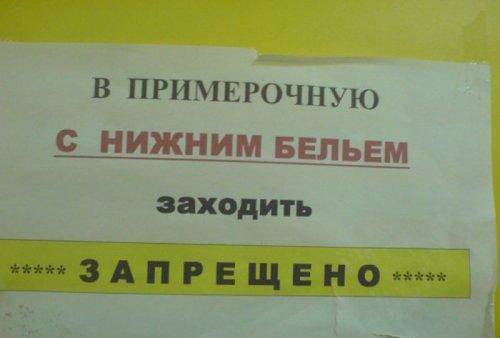 В ПРИМЕРОЧНУЮ
С НИЖНИМ БЕЛЬЕМ
заходить
***** ЗАПРЕЩЕНО *****